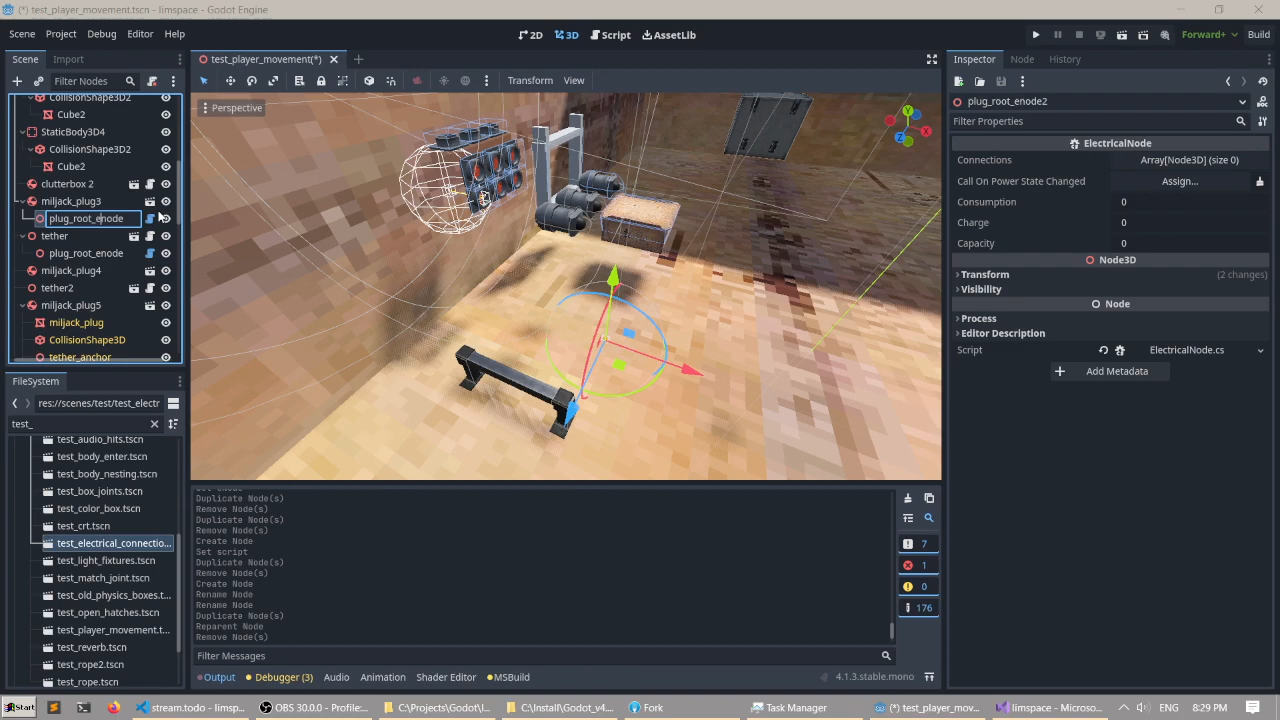 (*) test_player_movement.tscn - limspace - Godot Engine
Scene Project Debug Editor Help
2D 3D Script AssetLib
Forward+ Build
Scene Import
test_player_movement(*)
Inspector Node History
Filter Nodes
Transform View
CollisionShape3D2
Cube2
StaticBody3D4
CollisionShape3D2
Cube2
clutterbox 2
miljack_plug3
plug_root_enode
tether
plug_root_enode
miljack_plug4
tether2
miljack_plug5
miljack_plug
CollisionShape3D
tether_anchor
Perspective
Y
X
Z
plug_root_enode2
Filter Properties
ElectricalNode
Connections Array[Node3D] (size 0)
Call On Power State Changed Assign...
Consumption 0
Charge 0
Capacity 0
Node3D
Transform (2 changes)
Visibility
Node
Process
Editor Description
Script ElectricalNode.cs
Add Metadata
FileSystem
res://scenes/test/test_electr
test_
test_audio_hits.tscn
test_body_enter.tscn
test_body_nesting.tscn
test_box_joints.tscn
test_color_box.tscn
test_crt.tscn
test_electrical_connectio...
test_light_fixtures.tscn
test_match_joint.tscn
test_old_physics_boxes.t...
test_open_hatches.tscn
test_player_movement.t...
test_reverb.tscn
test_rope2.tscn
test_rope.tscn
Duplicate Node(s)
Remove Node(s)
Duplicate Node(s)
Remove Node(s)
Create Node
Set script
Duplicate Node(s)
Remove Node(s)
Create Node
Rename Node
Rename Node
Duplicate Node(s)
Reparent Node
Remove Node(s)
7
1
0
176
Filter Messages
Output Debugger (3) Audio Animation Shader Editor MSBuild
4.1.3.stable.mono
Start stream.todo - limsp... OBS 30.0.0 - Profile:... C:\Projects\Godot\l... C:\Install\Godot_v4... Fork Task Manager (*) test_player_mov... limspace - Microsoft... 8:29 PM